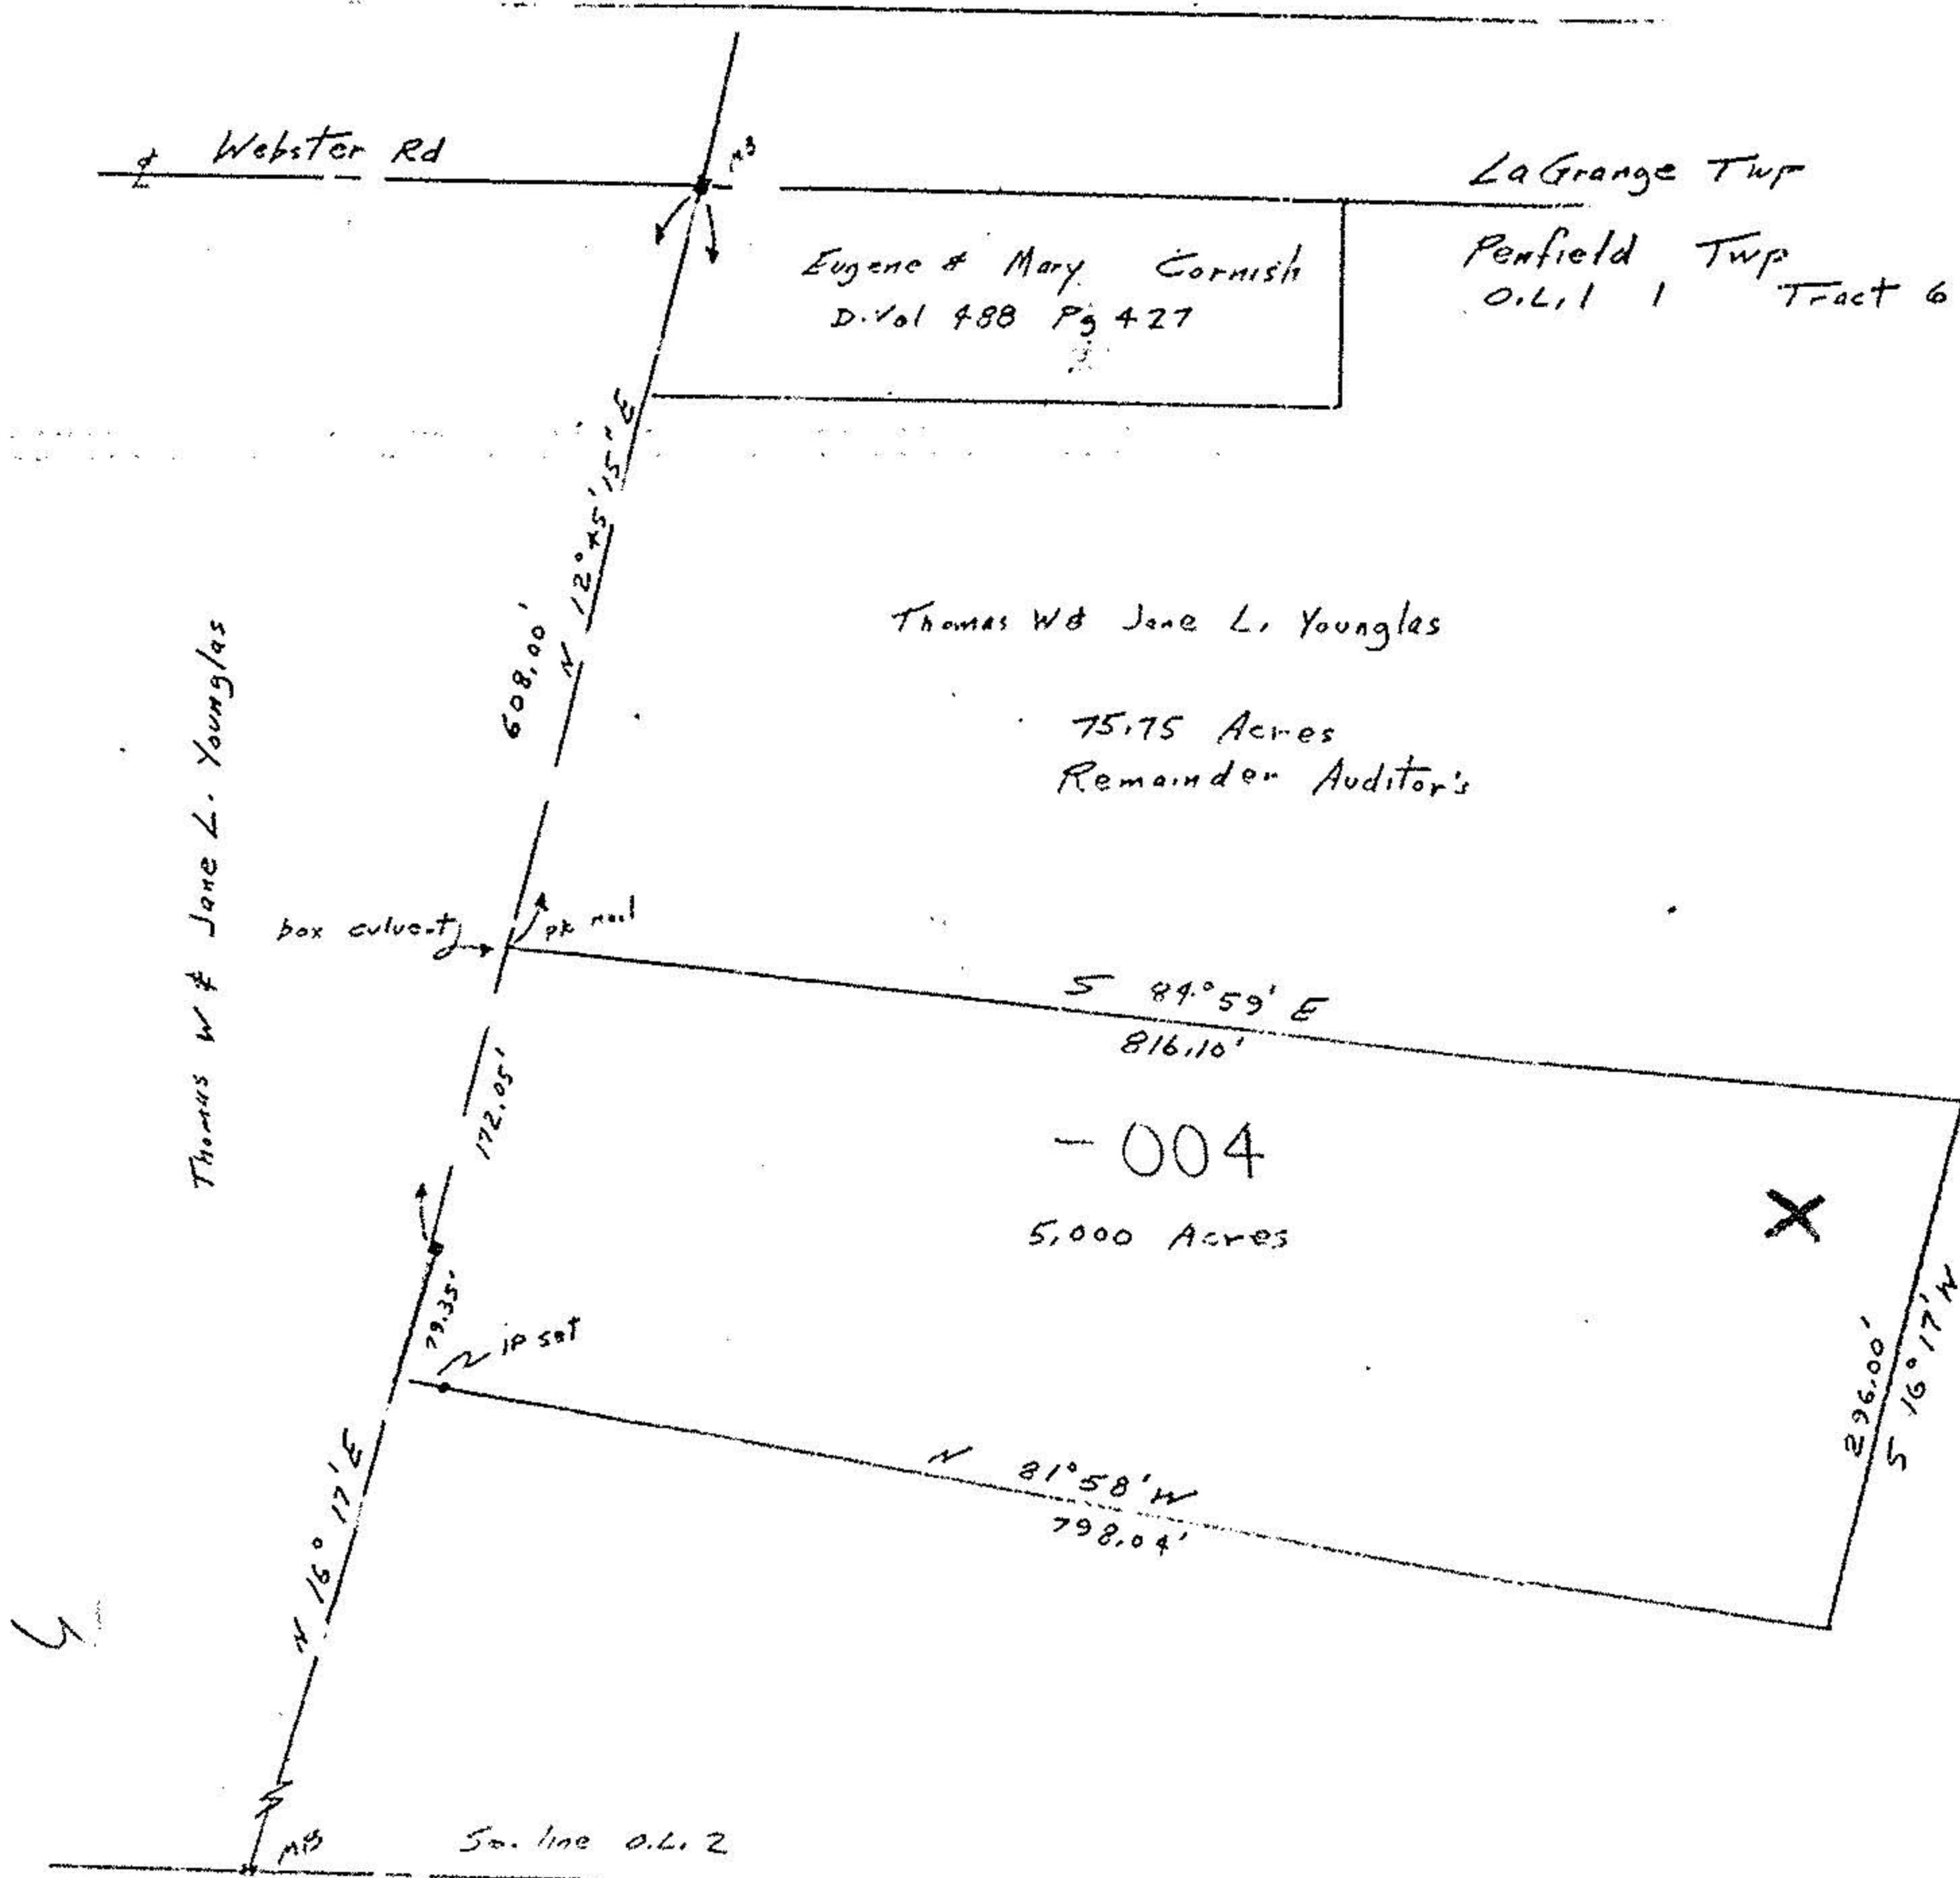 Webster Rd
MB
LaGrange Twp
Penfield Twp
O.L. 1 1 Tract 6
Eugene & Mary Cornish
D.Vol 488 Pg 427
N 12° 45' 15" E
608.00'
Thomas W & Jane L. Younglas
75.75 Acres
Remainder Auditor's
Thomas W & Jane L. Younglas
box culvert
pk nail
S 84° 59' E
816.10'
172.05'
-004
5.000 Acres
X
79.35'
ip set
296.00'
S 16° 17' W
N 81° 58' W
798.04'
N 16° 17' E
MB
So. line O.L. 2